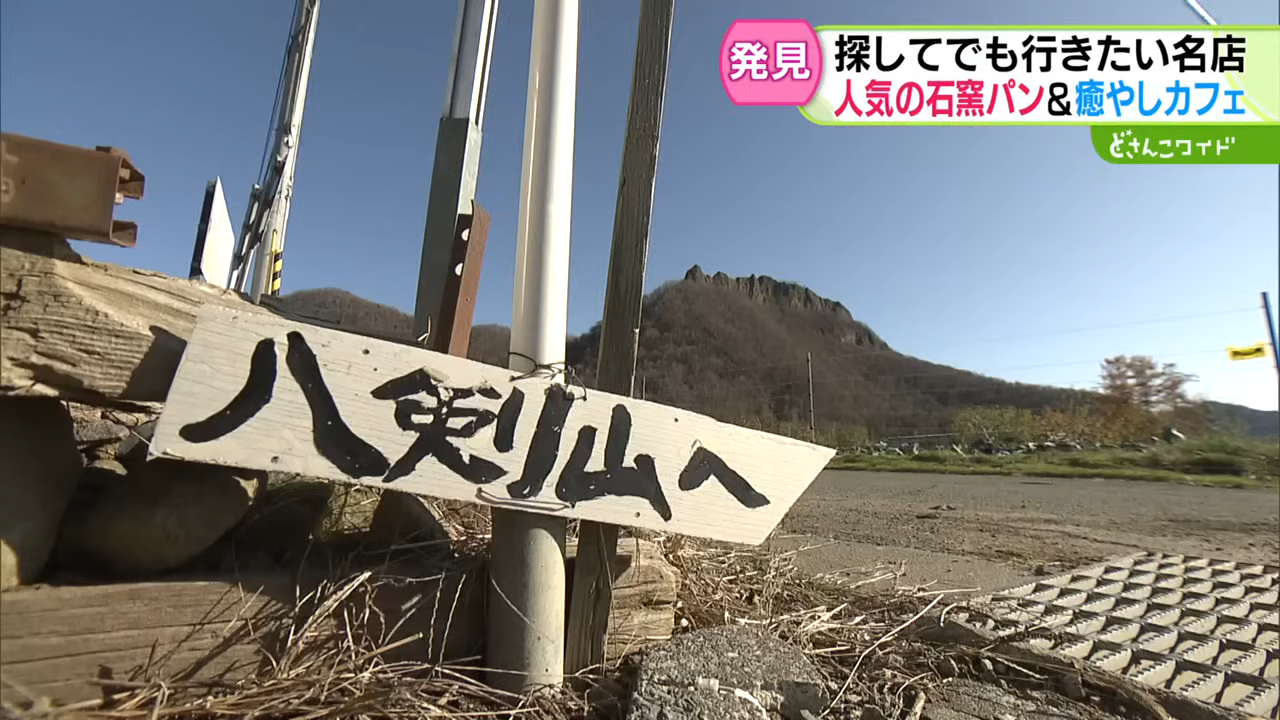 発見
探してでも行きたい名店
人気の石窯パン&癒やしカフェ
どさんこワイド
八剣山へ